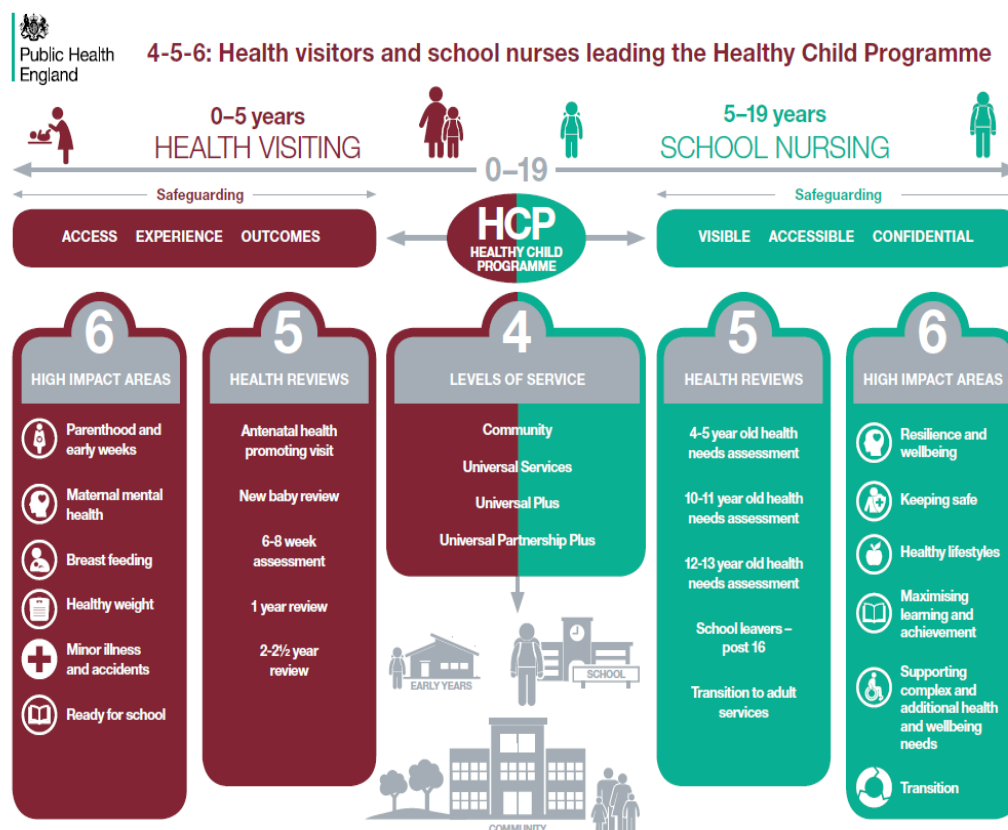 Public Health
England
4-5-6: Health visitors and school nurses leading the Healthy Child Programme
0–5 years
HEALTH VISITING
5–19 years
SCHOOL NURSING
0–19
Safeguarding
Safeguarding
ACCESS EXPERIENCE OUTCOMES
HCP
HEALTHY CHILD
PROGRAMME
VISIBLE ACCESSIBLE CONFIDENTIAL
6
HIGH IMPACT AREAS
Parenthood and
early weeks
Maternal mental
health
Breast feeding
Healthy weight
Minor illness
and accidents
Ready for school
5
HEALTH REVIEWS
Antenatal health
promoting visit
New baby review
6-8 week
assessment
1 year review
2-2½ year
review
4
LEVELS OF SERVICE
Community
Universal Services
Universal Plus
Universal Partnership Plus
EARLY YEARS
SCHOOL
COMMUNITY
5
HEALTH REVIEWS
4-5 year old health
needs assessment
10-11 year old health
needs assessment
12-13 year old health
needs assessment
School leavers –
post 16
Transition to adult
services
6
HIGH IMPACT AREAS
Resilience and
wellbeing
Keeping safe
Healthy lifestyles
Maximising
learning and
achievement
Supporting
complex and
additional health
and wellbeing
needs
Transition